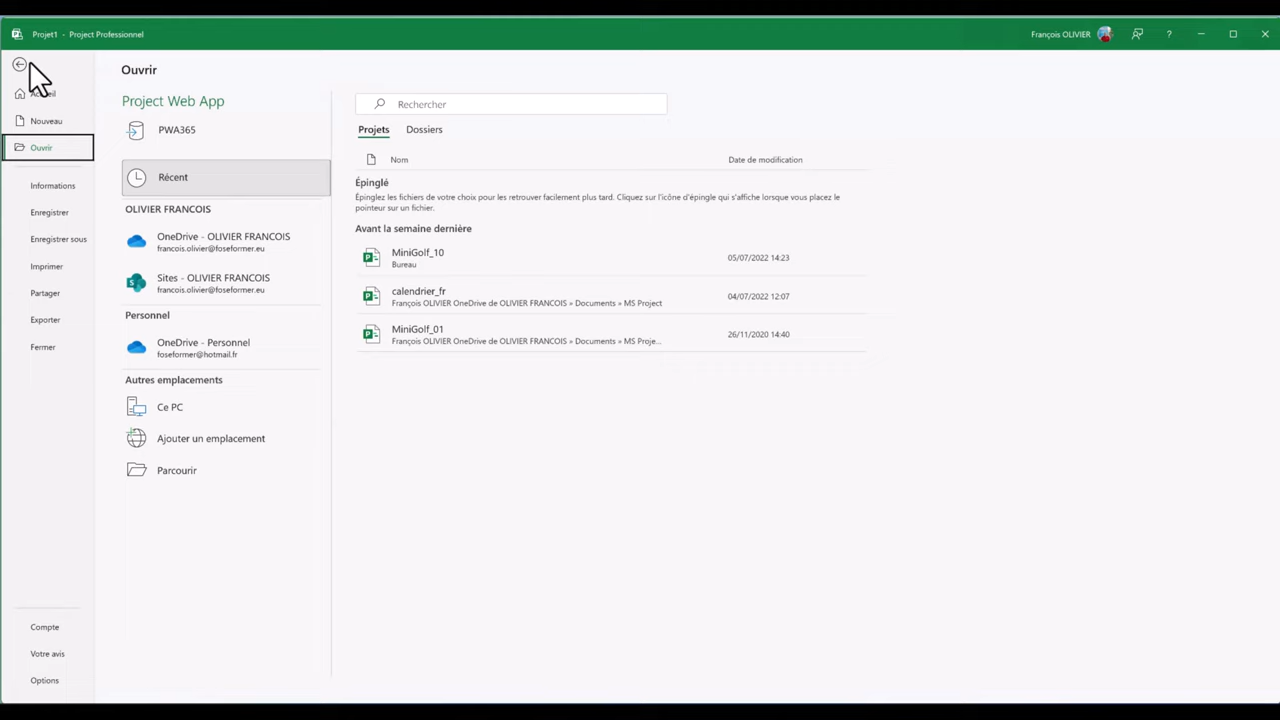 Projet1 - Project Professionnel
François OLIVIER
?
Accueil
Nouveau
Ouvrir
Informations
Enregistrer
Enregistrer sous
Imprimer
Partager
Exporter
Fermer
Compte
Votre avis
Options
Ouvrir
Project Web App
PWA365
Récent
OLIVIER FRANCOIS
OneDrive - OLIVIER FRANCOIS
francois.olivier@foseformer.eu
Sites - OLIVIER FRANCOIS
francois.olivier@foseformer.eu
Personnel
OneDrive - Personnel
foseformer@hotmail.fr
Autres emplacements
Ce PC
Ajouter un emplacement
Parcourir
Rechercher
Projets Dossiers
Nom Date de modification
Épinglé
Épinglez les fichiers de votre choix pour les retrouver facilement plus tard. Cliquez sur l'icône d'épingle qui s'affiche lorsque vous placez le
pointeur sur un fichier.
Avant la semaine dernière
MiniGolf_10 05/07/2022 14:23
Bureau
calendrier_fr 04/07/2022 12:07
François OLIVIER OneDrive de OLIVIER FRANCOIS » Documents » MS Project
MiniGolf_01 26/11/2020 14:40
François OLIVIER OneDrive de OLIVIER FRANCOIS » Documents » MS Proje...